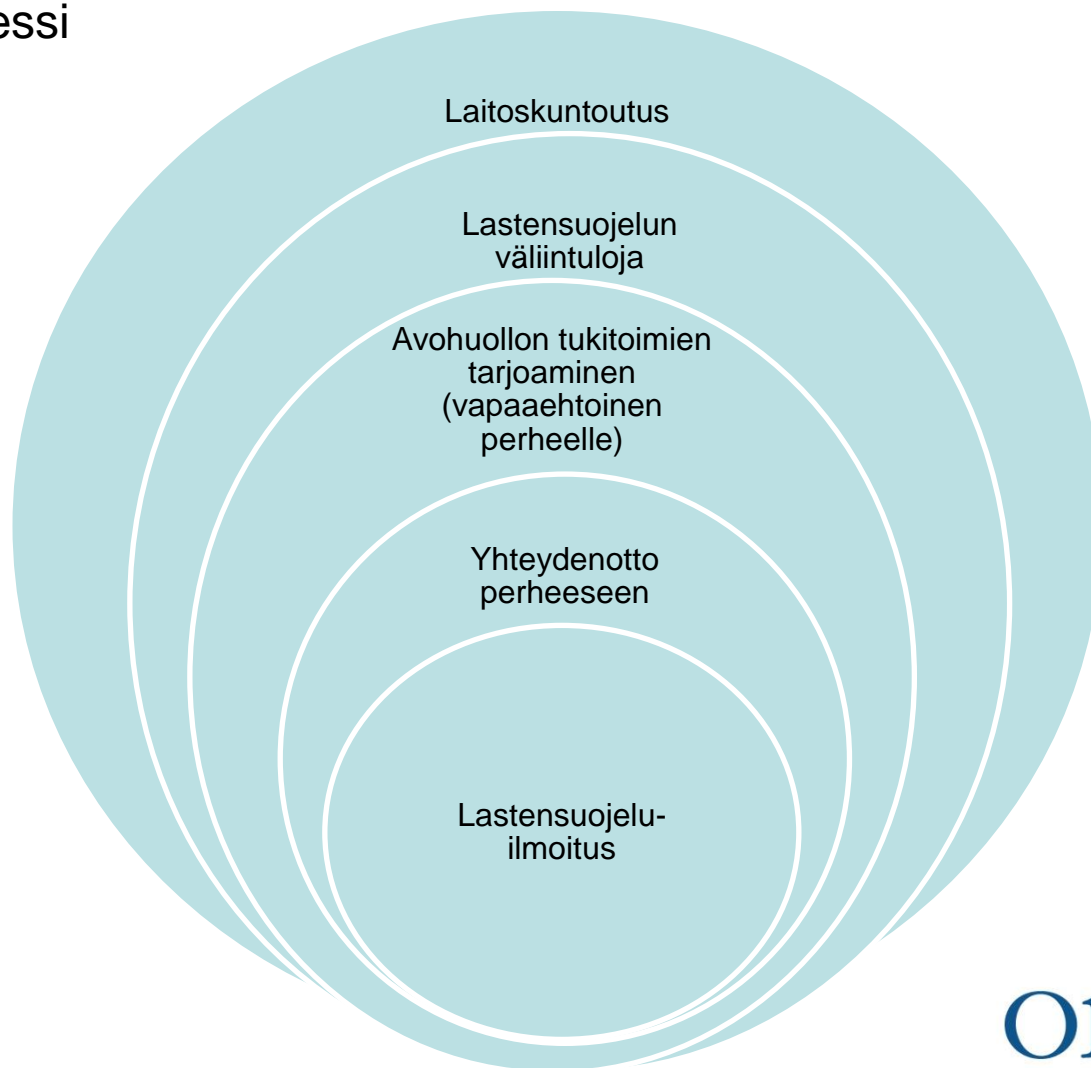 essi
Laitoskuntoutus
Lastensuojelun
väliintuloja
Avohuollon tukitoimien
tarjoaminen
(vapaaehtoinen
perheelle)
Yhteydenotto
perheeseen
Lastensuojelu-
ilmoitus